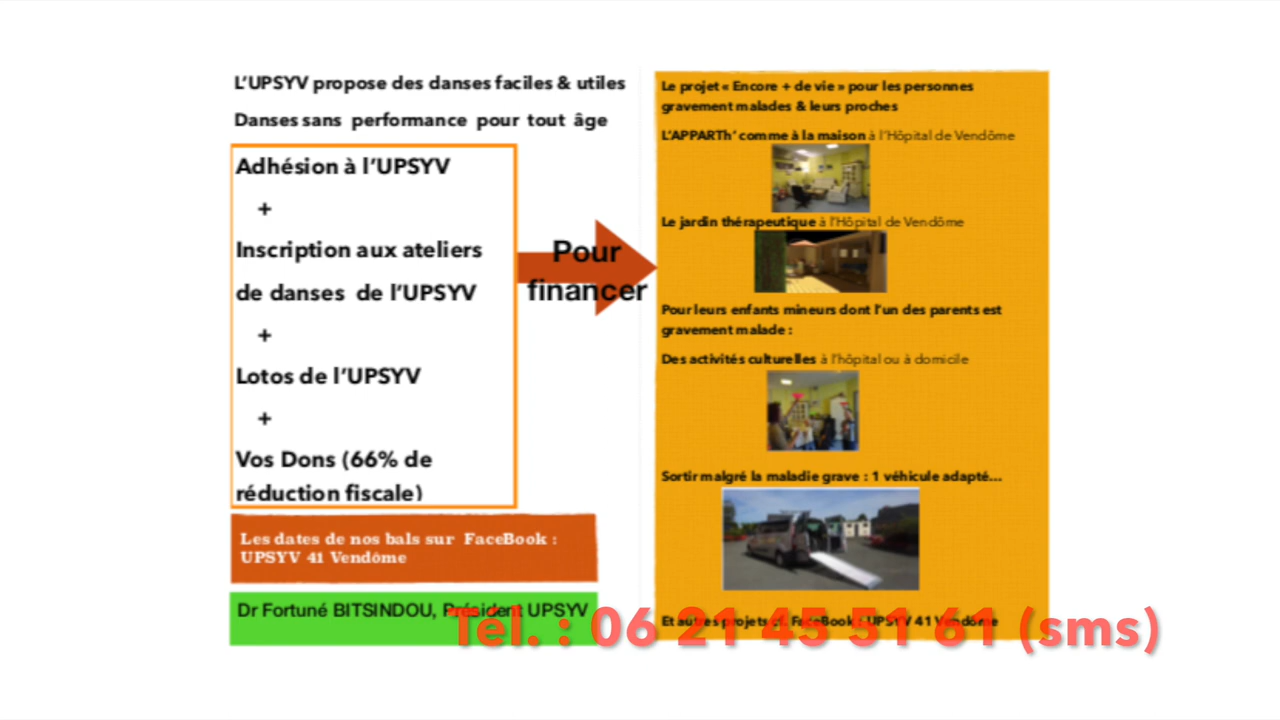 L'UPSYV propose des danses faciles & utiles
Danses sans performance pour tout âge
Adhésion à l'UPSYV
+
Inscription aux ateliers
de danses de l'UPSYV
+
Lotos de l'UPSYV
+
Vos Dons (66% de
réduction fiscale)
Pour
financer
Les dates de nos bals sur FaceBook :
UPSYV 41 Vendôme
Dr Fortuné BITSINDOU, Président UPSYV
Le projet « Encore + de vie » pour les personnes
gravement malades & leurs proches
L'APPARTh' comme à la maison à l'Hôpital de Vendôme
Le jardin thérapeutique à l'Hôpital de Vendôme
Pour leurs enfants mineurs dont l'un des parents est
gravement malade :
Des activités culturelles à l'hôpital ou à domicile
Sortir malgré la maladie grave : 1 véhicule adapté...
Et autres projets cf. FaceBook : UPSYV 41 Vendôme
Tél. : 06 21 45 51 61 (sms)